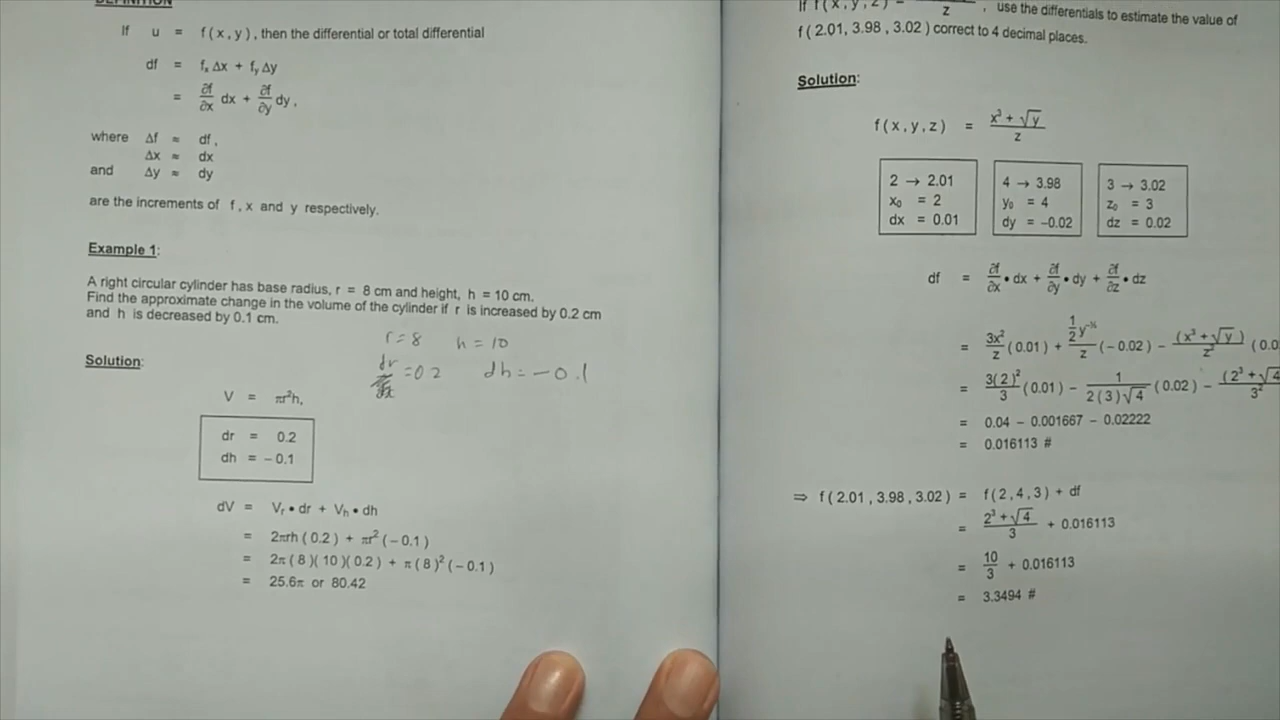 DEFINITION
If u = f ( x , y ) , then the differential or total differential
df = fₓ Δx + fᵧ Δy
= ∂f/∂x dx + ∂f/∂y dy ,
where Δf ≈ df ,
Δx ≈ dx
and Δy ≈ dy
are the increments of f , x and y respectively.
Example 1:
A right circular cylinder has base radius, r = 8 cm and height, h = 10 cm.
Find the approximate change in the volume of the cylinder if r is increased by 0.2 cm
and h is decreased by 0.1 cm.
r=8 h=10
dr =0.2 dh=-0.1
Solution:
V = πr²h,
dr = 0.2
dh = - 0.1
dV = Vᵣ • dr + Vₕ • dh
= 2πrh ( 0.2 ) + πr² ( – 0.1 )
= 2π ( 8 )( 10 )( 0.2 ) + π ( 8 )² ( – 0.1 )
= 25.6π or 80.42
If f ( x , y , z ) = z , use the differentials to estimate the value of
f ( 2.01, 3.98 , 3.02 ) correct to 4 decimal places.
Solution:
f ( x , y , z ) = (x³ + √y)/z
2 → 2.01
x₀ = 2
dx = 0.01
4 → 3.98
y₀ = 4
dy = –0.02
3 → 3.02
z₀ = 3
dz = 0.02
df = ∂f/∂x • dx + ∂f/∂y • dy + ∂f/∂z • dz
= 3x²/z ( 0.01 ) + (1/2 y^-½)/z ( – 0.02 ) – (x³ + √y)/z² (0.0
= 3( 2 )²/3 ( 0.01 ) – 1/(2 ( 3 ) √4) ( 0.02 ) – (2³ + √4/3²
= 0.04 – 0.001667 – 0.02222
= 0.016113 #
⇒ f ( 2.01 , 3.98 , 3.02 ) = f ( 2 , 4 , 3 ) + df
= (2³ + √4)/3 + 0.016113
= 10/3 + 0.016113
= 3.3494 #